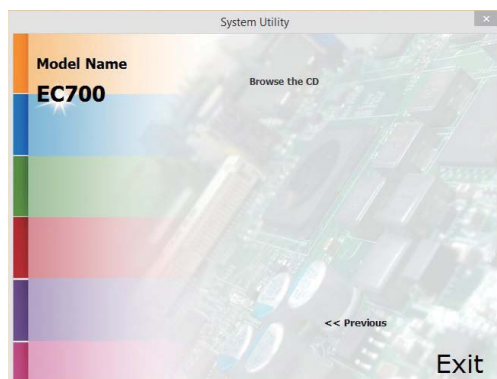 System Utility
Model Name
EC700
Browse the CD
<< Previous
Exit